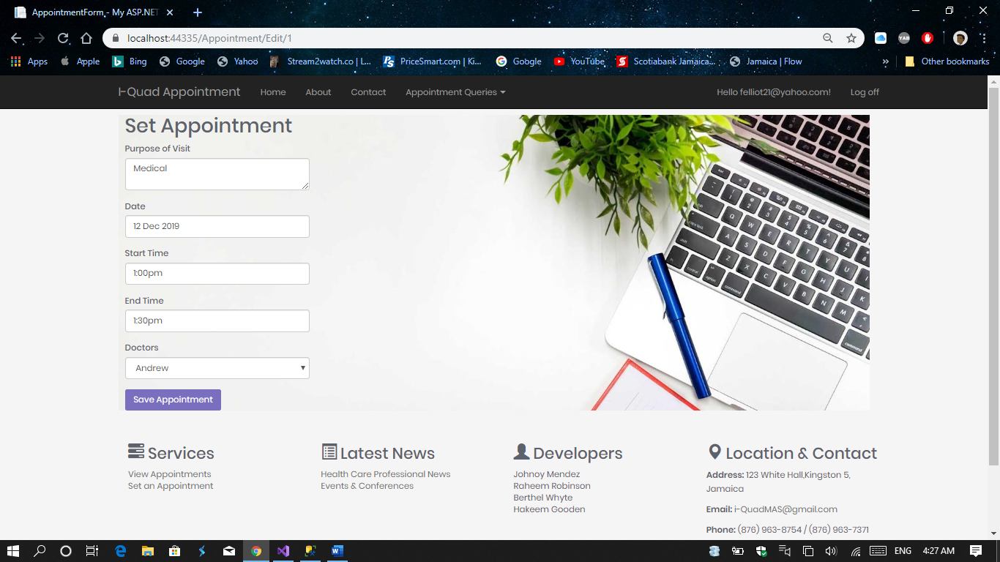 AppointmentForm - My ASP.NET
localhost:44335/Appointment/Edit/1
YAB
Apps
Apple
Bing
Google
Yahoo
Stream2watch.co | L...
PriceSmart.com | Ki...
Google
YouTube
Scotiabank Jamaica...
Jamaica | Flow
»
Other bookmarks
I-Quad Appointment
Home
About
Contact
Appointment Queries
Hello felliot21@yahoo.com!
Log off
Set Appointment
Purpose of Visit
Medical
Date
12 Dec 2019
Start Time
1:00pm
End Time
1:30pm
Doctors
Andrew
Save Appointment
Services
View Appointments
Set an Appointment
Latest News
Health Care Professional News
Events & Conferences
Developers
Johnoy Mendez
Raheem Robinson
Berthel Whyte
Hakeem Gooden
Location & Contact
Address: 123 White Hall,Kingston 5,
Jamaica
Email: i-QuadMAS@gmail.com
Phone: (876) 963-8754 / (876) 963-7371
ENG
4:27 AM